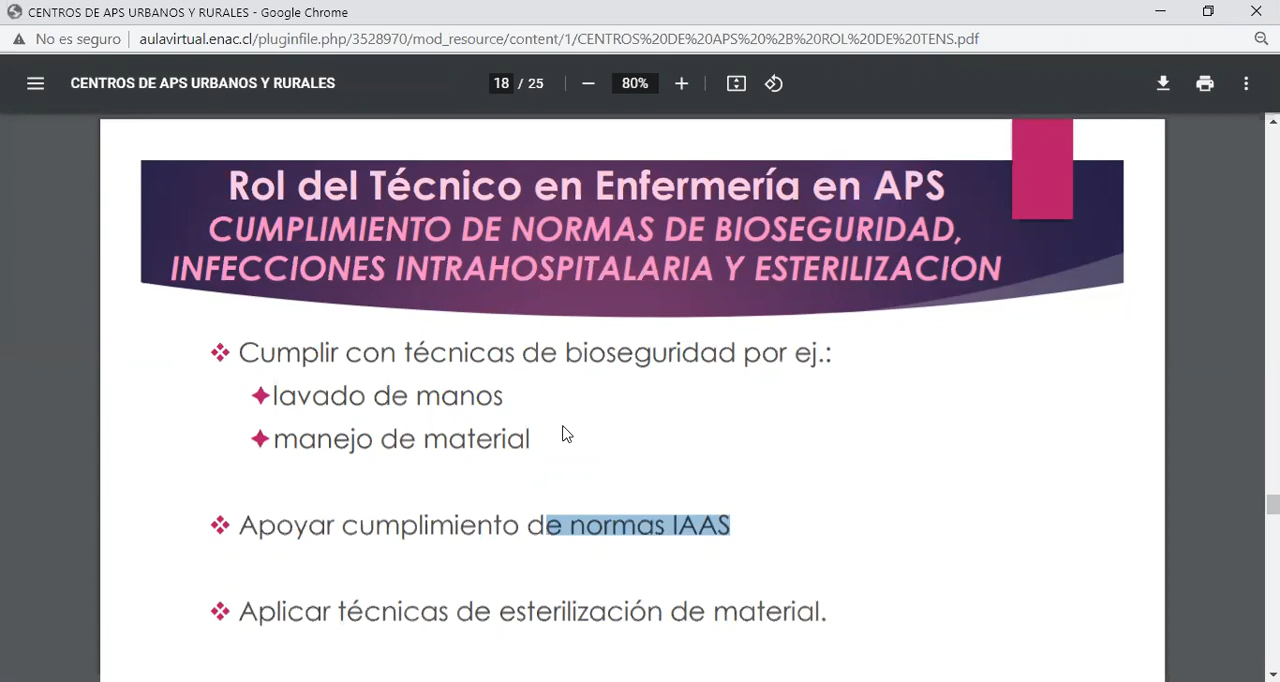 CENTROS DE APS URBANOS Y RURALES - Google Chrome
No es seguro | aulavirtual.enac.cl/pluginfile.php/3528970/mod_resource/content/1/CENTROS%20DE%20APS%20%2B%20ROL%20DE%20TENS.pdf
CENTROS DE APS URBANOS Y RURALES 18 / 25 80%
Rol del Técnico en Enfermería en APS
CUMPLIMIENTO DE NORMAS DE BIOSEGURIDAD,
INFECCIONES INTRAHOSPITALARIA Y ESTERILIZACION
Cumplir con técnicas de bioseguridad por ej.:
lavado de manos
manejo de material
Apoyar cumplimiento de normas IAAS
Aplicar técnicas de esterilización de material.